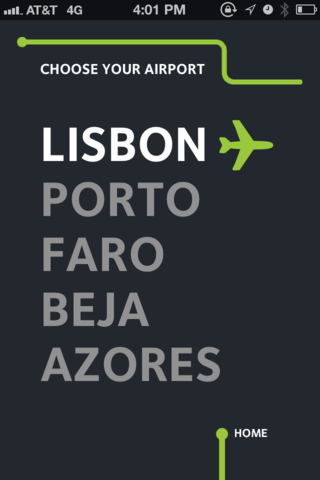 AT&T 4G 4:01 PM
CHOOSE YOUR AIRPORT
LISBON
PORTO
FARO
BEJA
AZORES
HOME